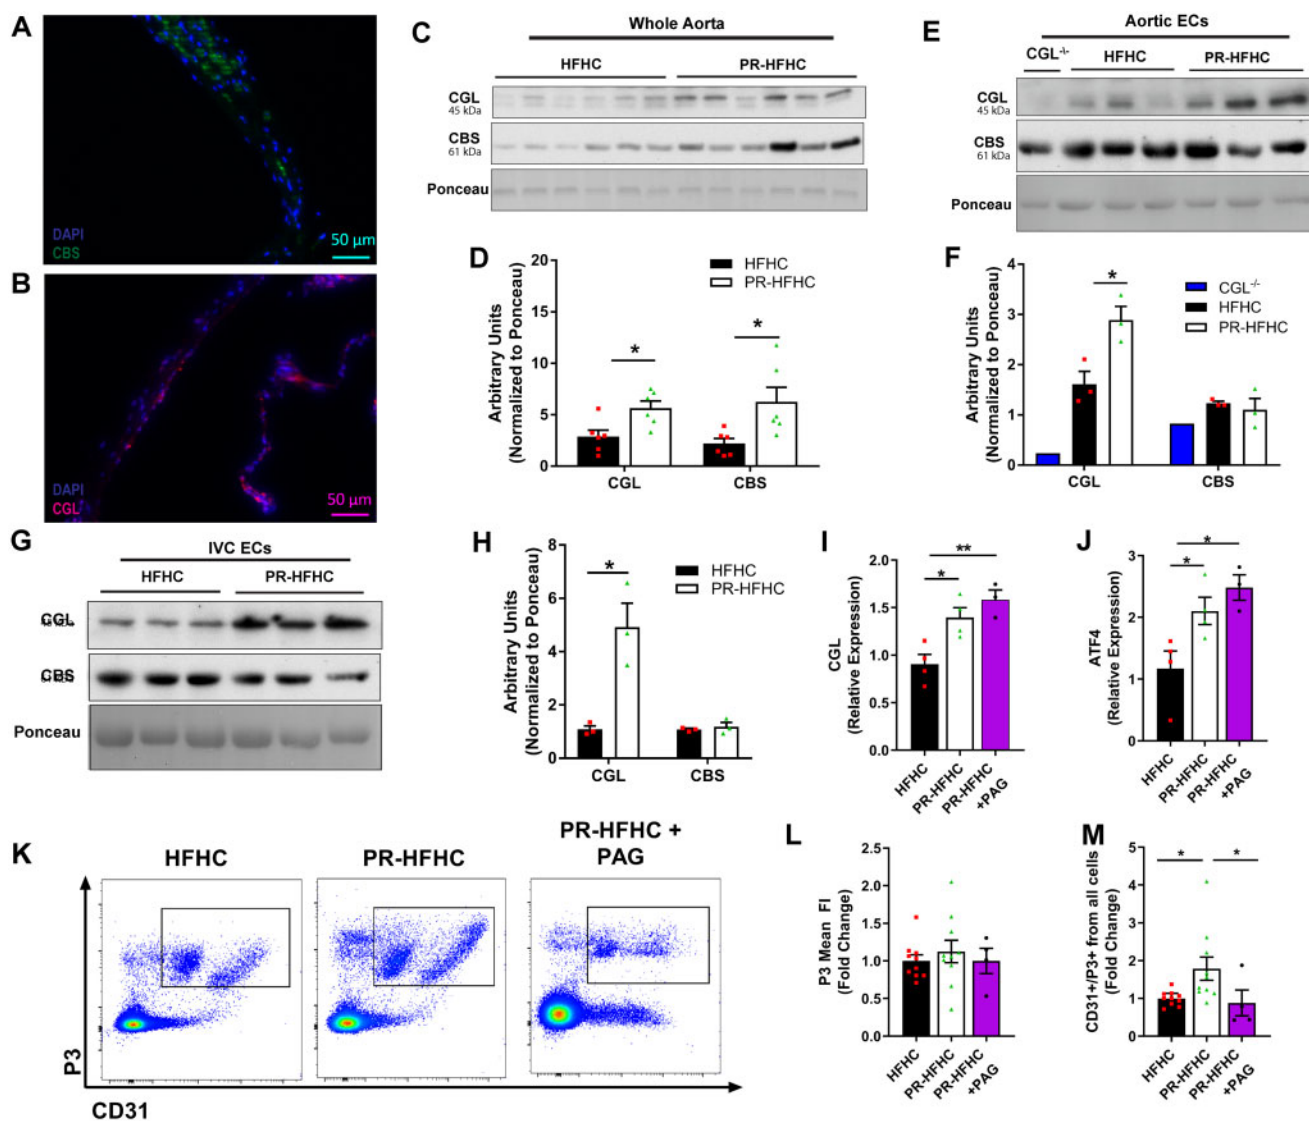 A
DAPI
CBS
50 µm
B
DAPI
CGL
50 µm
C
Whole Aorta
HFHC
PR-HFHC
CGL
45 kDa
CBS
61 kDa
Ponceau
D
Arbitrary Units
(Normalized to Ponceau)
20
15
10
5
0
HFHC
PR-HFHC
*
*
CGL
CBS
E
Aortic ECs
CGL-/-
HFHC
PR-HFHC
CGL
45 kDa
CBS
61 kDa
Ponceau
F
Arbitrary Units
(Normalized to Ponceau)
4
3
2
1
0
*
CGL-/-
HFHC
PR-HFHC
CGL
CBS
G
IVC ECs
HFHC
PR-HFHC
CGL
CBS
Ponceau
H
Arbitrary Units
(Normalized to Ponceau)
8
6
4
2
0
*
HFHC
PR-HFHC
CGL
CBS
I
CGL
(Relative Expression)
2.0
1.5
1.0
0.5
0.0
**
*
HFHC
PR-HFHC
PR-HFHC
+PAG
J
ATF4
(Relative Expression)
3
2
1
0
*
*
HFHC
PR-HFHC
PR-HFHC
+PAG
K
HFHC
PR-HFHC
PR-HFHC +
PAG
P3
CD31
L
P3 Mean FI
(Fold Change)
2.5
2.0
1.5
1.0
0.5
0.0
HFHC
PR-HFHC
PR-HFHC
+PAG
M
CD31+/P3+ from all cells
(Fold Change)
5
4
3
2
1
0
*
*
HFHC
PR-HFHC
PR-HFHC
+PAG